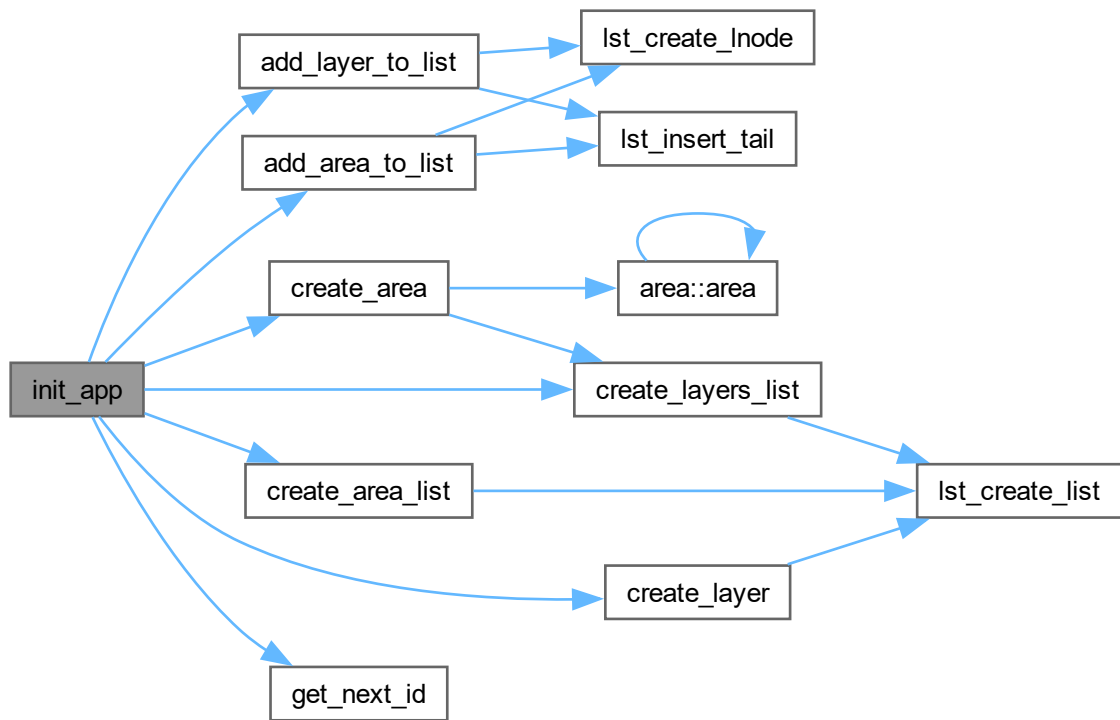 lst_create_lnode
add_layer_to_list
lst_insert_tail
add_area_to_list
create_area
area::area
init_app
create_layers_list
create_area_list
lst_create_list
create_layer
get_next_id